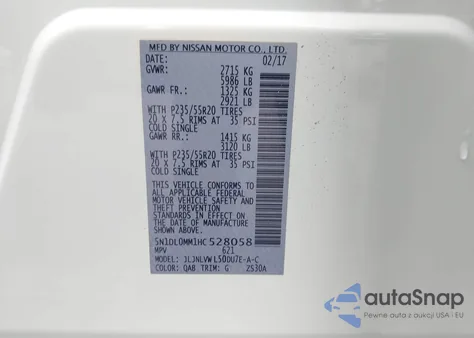 MFD BY NISSAN MOTOR CO., LTD.
DATE: 02/17
GVWR: 2715 KG
5986 LB
GAWR FR.: 1325 KG
2921 LB
WITH P235/55R20 TIRES
20 X 7.5 RIMS AT 35 PSI
COLD SINGLE
GAWR RR.: 1415 KG
3120 LB
WITH P235/55R20 TIRES
20 X 7.5 RIMS AT 35 PSI
COLD SINGLE
THIS VEHICLE CONFORMS TO
ALL APPLICABLE FEDERAL
MOTOR VEHICLE SAFETY AND
THEFT PREVENTION
STANDARDS IN EFFECT ON
THE DATE OF MANUFACTURE
SHOWN ABOVE.
5N1DL0MM1HC528058
MPV 621
MODEL: JLJNLVWL50DU7E-A-C
COLOR: QAB TRIM: G 2S30A
autoSnap
Pewne auta z USA i EU